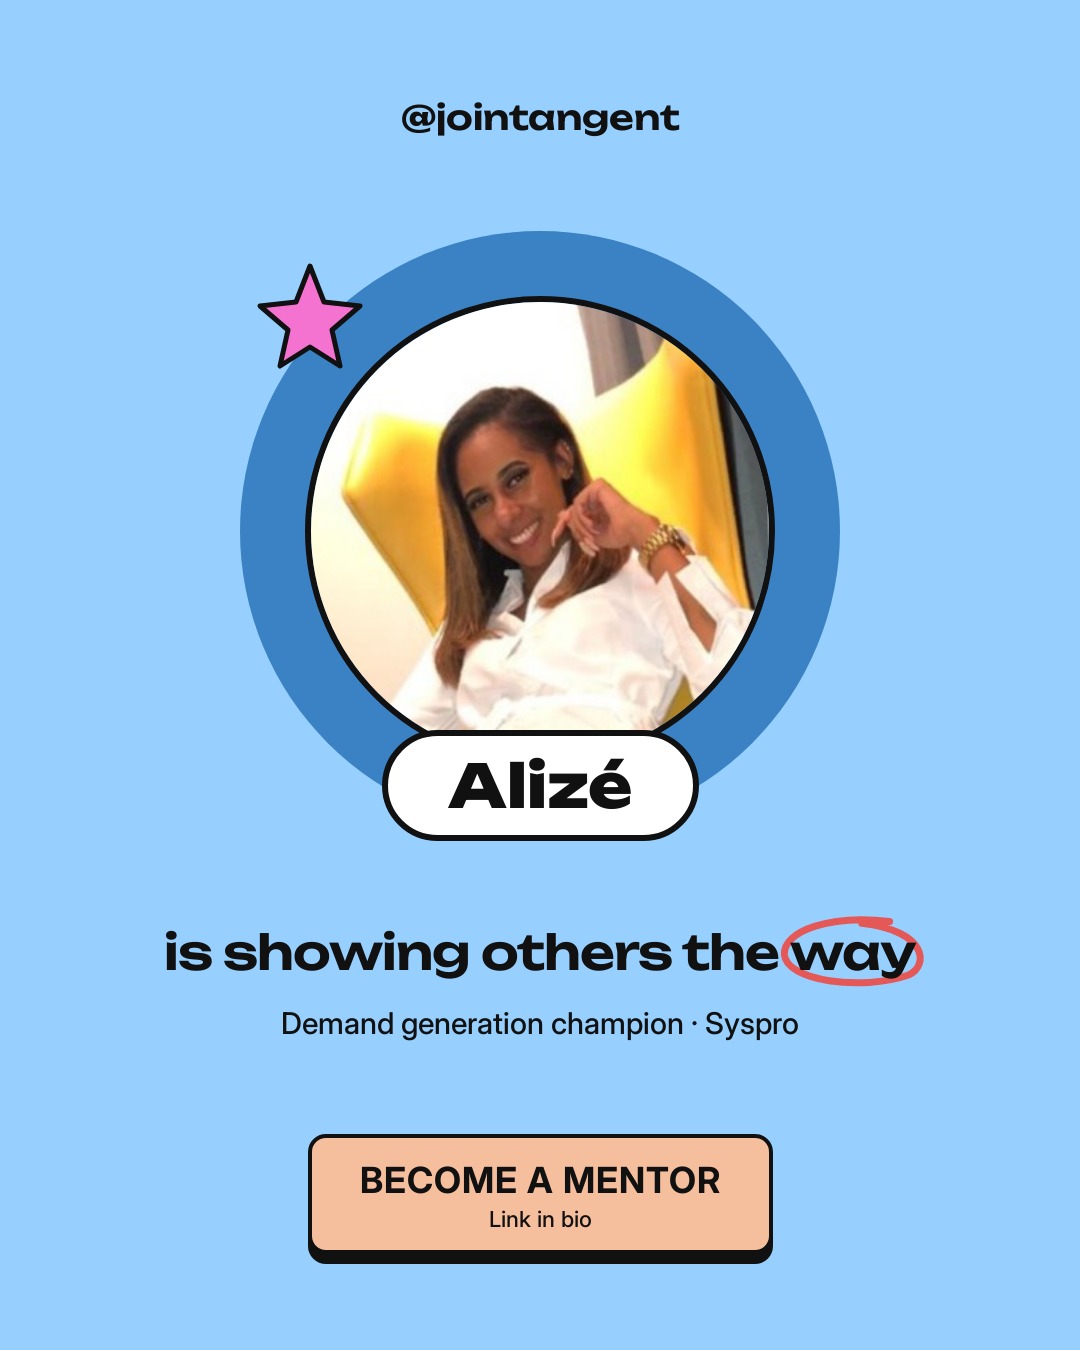 @jointangent
Alizé
is showing others the way
Demand generation champion · Syspro
BECOME A MENTOR
Link in bio